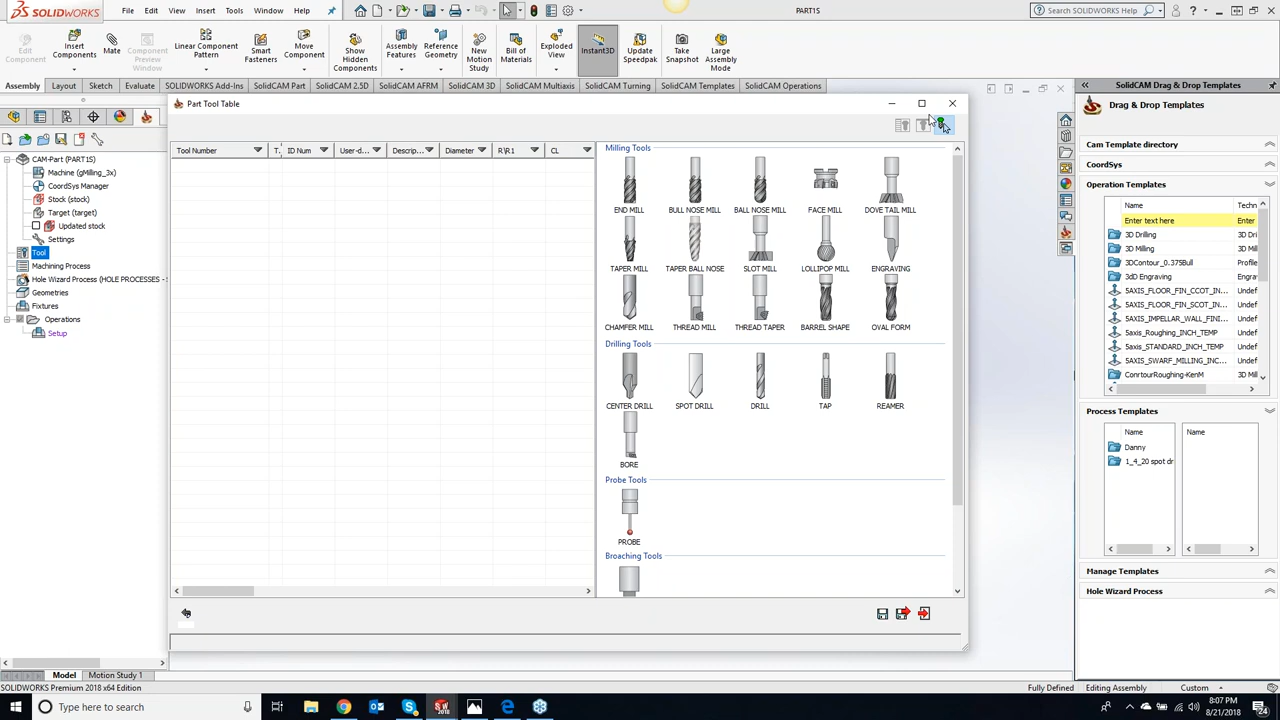 SOLIDWORKS File Edit View Insert Tools Window Help
PART1S
Search SOLIDWORKS Help
Edit Component
Insert Components
Mate
Component Preview Window
Linear Component Pattern
Smart Fasteners
Move Component
Show Hidden Components
Assembly Features
Reference Geometry
New Motion Study
Bill of Materials
Exploded View
Instant3D
Update Speedpak
Take Snapshot
Large Assembly Mode
Assembly Layout Sketch Evaluate SOLIDWORKS Add-Ins SolidCAM Part SolidCAM 2.5D SolidCAM AFRM SolidCAM 3D SolidCAM Multiaxis SolidCAM Turning SolidCAM Templates SolidCAM Operations
CAM-Part (PART1S)
Machine (gMilling_3x)
CoordSys Manager
Stock (stock)
Target (target)
Updated stock
Settings
Tool
Machining Process
Hole Wizard Process (HOLE PROCESSES -
Geometries
Fixtures
Operations
Setup
Part Tool Table
Tool Number T. ID Num User-d... Descrip... Diameter R\R1 CL
Milling Tools
END MILL BULL NOSE MILL BALL NOSE MILL FACE MILL DOVE TAIL MILL
TAPER MILL TAPER BALL NOSE SLOT MILL LOLLIPOP MILL ENGRAVING
CHAMFER MILL THREAD MILL THREAD TAPER BARREL SHAPE OVAL FORM
Drilling Tools
CENTER DRILL SPOT DRILL DRILL TAP REAMER
BORE
Probe Tools
PROBE
Broaching Tools
SolidCAM Drag & Drop Templates
Drag & Drop Templates
Cam Template directory
CoordSys
Operation Templates
Name Techn
Enter text here Enter
3D Drilling 3D Dri
3D Milling 3D Mil
3DContour_0.375Bull Profile
3dD Engraving Engra
5AXIS_FLOOR_FIN_CCOT_IN... Undef
5AXIS_FLOOR_FIN_SCOT_IN... Undef
5AXIS_IMPELLAR_WALL_FINI... Undef
5axis_Roughing_INCH_TEMP Undef
5axis_STANDARD_INCH_TEMP Undef
5AXIS_SWARF_MILLING_INC... Undef
ConrtourRoughing-KenM 3D Mil
Process Templates
Name Name
Danny
1_4_20 spot dr
Manage Templates
Hole Wizard Process
Model Motion Study 1
SOLIDWORKS Premium 2018 x64 Edition
Fully Defined Editing Assembly Custom
Type here to search
8:07 PM
8/21/2018
24